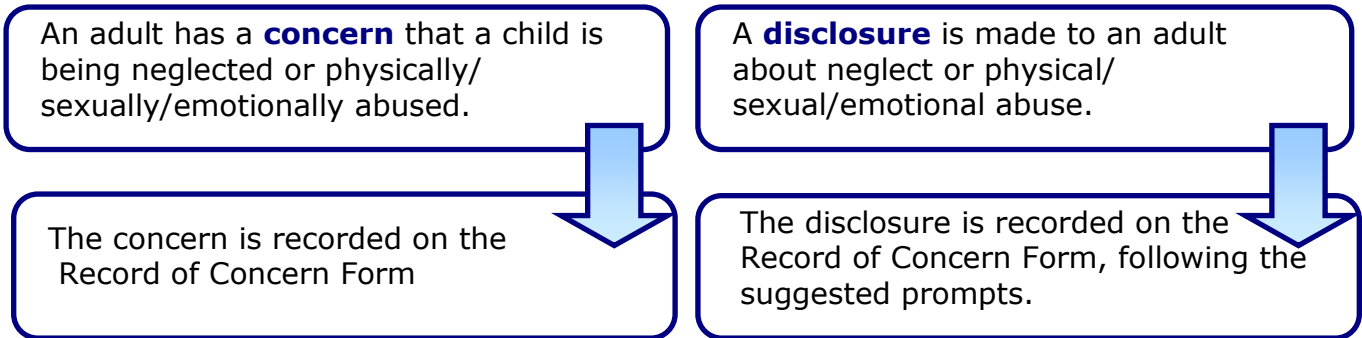 An adult has a concern that a child is
being neglected or physically/
sexually/emotionally abused.
A disclosure is made to an adult
about neglect or physical/
sexual/emotional abuse.
The concern is recorded on the
Record of Concern Form
The disclosure is recorded on the
Record of Concern Form, following the
suggested prompts.